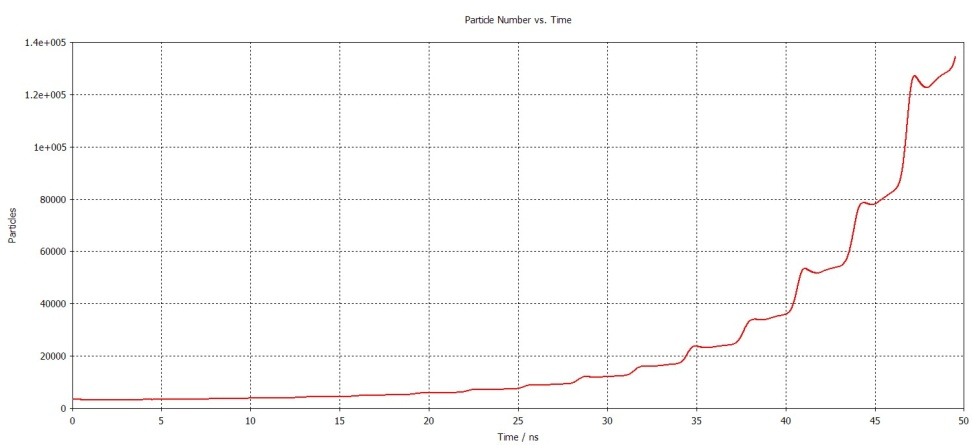 Particle Number vs. Time
1.4e+005
1.2e+005
1e+005
80000
60000
40000
20000
0
Particles
0 5 10 15 20 25 30 35 40 45 50
Time / ns